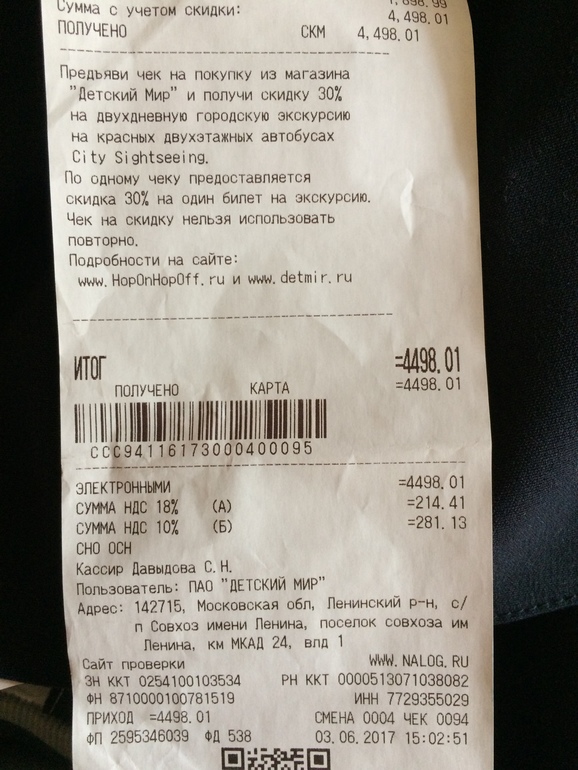 Сумма с учетом скидки:
4,498.01
ПОЛУЧЕНО СКМ 4,498.01
Предьяви чек на покупку из магазина
"Детский Мир" и получи скидку 30%
на двухдневную городскую экскурсию
на красных двухэтажных автобусах
City Sightseeing.
По одному чеку предоставляется
скидка 30% на один билет на экскурсию.
Чек на скидку нельзя использовать
повторно.
Подробности на сайте:
www.HopOnHopOff.ru и www.detmir.ru
ИТОГ =4498.01
ПОЛУЧЕНО КАРТА =4498.01
CCC94116173000400095
ЭЛЕКТРОННЫМИ =4498.01
СУММА НДС 18% (А) =214.41
СУММА НДС 10% (Б) =281.13
СНО ОСН
Кассир Давыдова С.Н.
Пользователь: ПАО "ДЕТСКИЙ МИР"
Адрес: 142715, Московская обл, Ленинский р-н, с/
п Совхоз имени Ленина, поселок совхоза им
Ленина, км МКАД 24, влд 1
Сайт проверки WWW.NALOG.RU
ЗН ККТ 0254100103534 РН ККТ 0000513071038082
ФН 8710000100781519 ИНН 7729355029
ПРИХОД =4498.01 СМЕНА 0004 ЧЕК 0094
ФП 2595346039 ФД 538 03.06.2017 15:02:51